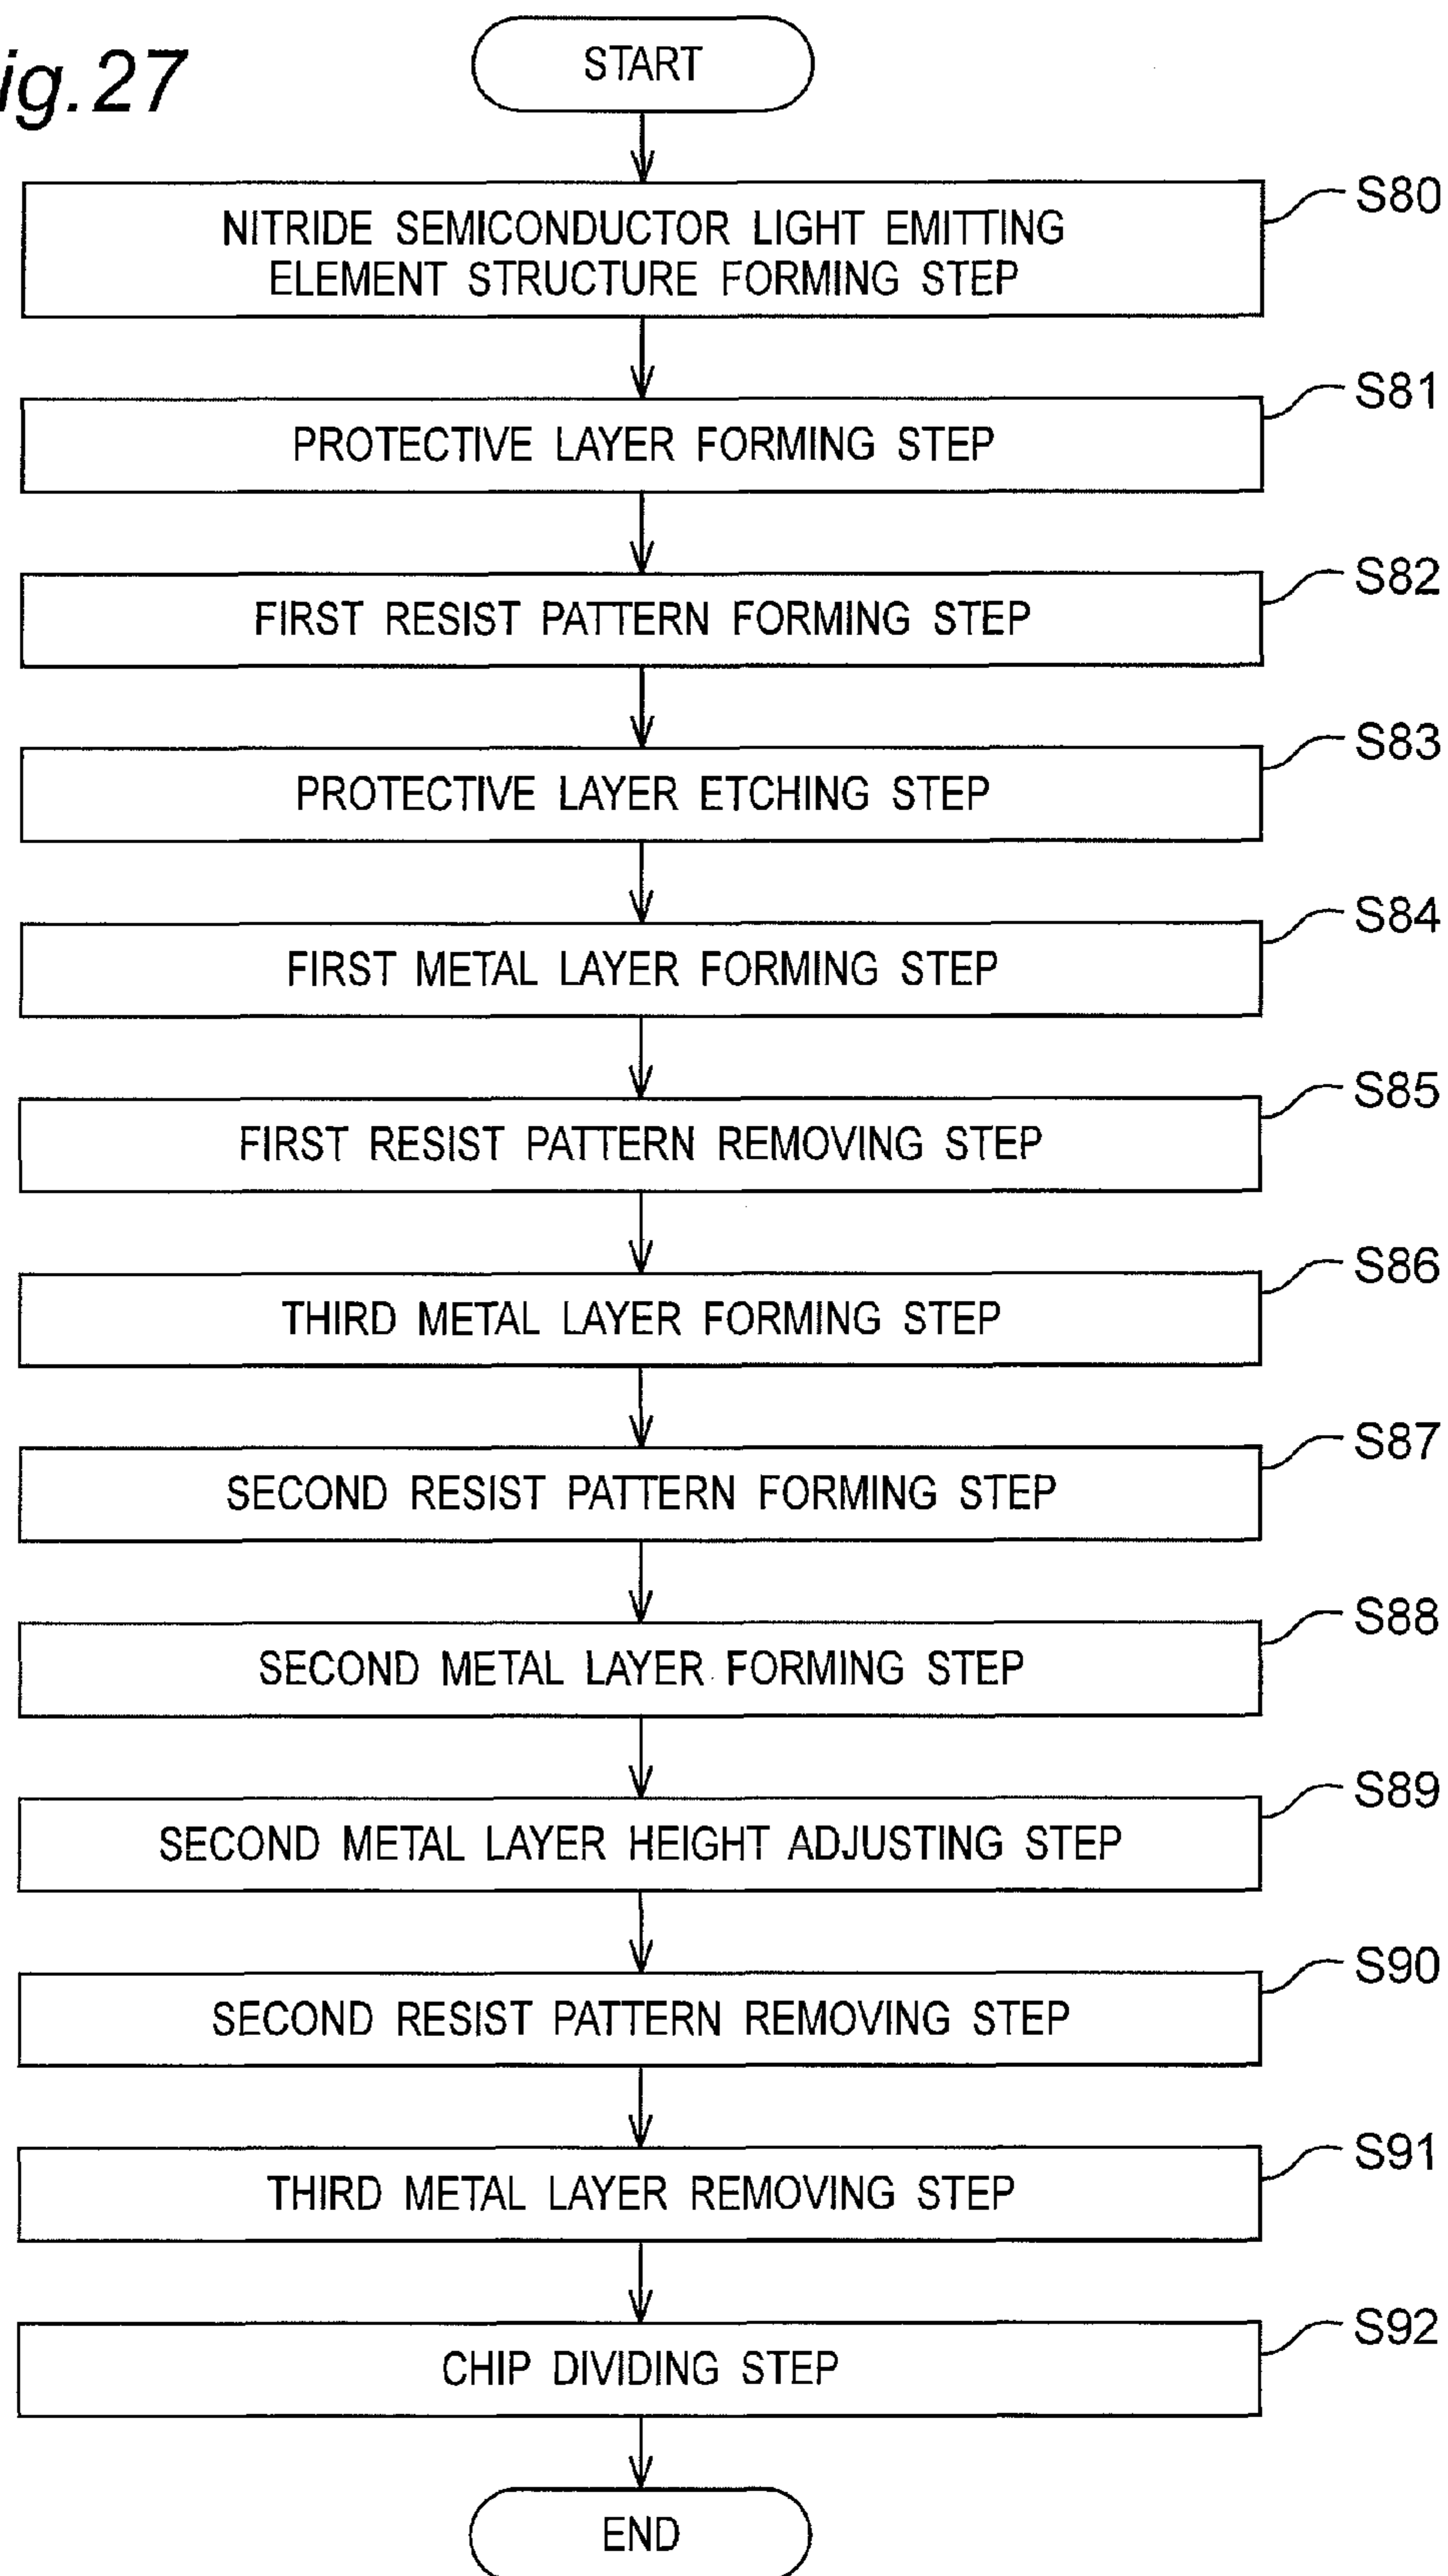 ig.27
START
S80
NITRIDE SEMICONDUCTOR LIGHT EMITTING
ELEMENT STRUCTURE FORMING STEP
S81
PROTECTIVE LAYER FORMING STEP
S82
FIRST RESIST PATTERN FORMING STEP
S83
PROTECTIVE LAYER ETCHING STEP
S84
FIRST METAL LAYER FORMING STEP
S85
FIRST RESIST PATTERN REMOVING STEP
S86
THIRD METAL LAYER FORMING STEP
S87
SECOND RESIST PATTERN FORMING STEP
S88
SECOND METAL LAYER FORMING STEP
S89
SECOND METAL LAYER HEIGHT ADJUSTING STEP
S90
SECOND RESIST PATTERN REMOVING STEP
S91
THIRD METAL LAYER REMOVING STEP
S92
CHIP DIVIDING STEP
END